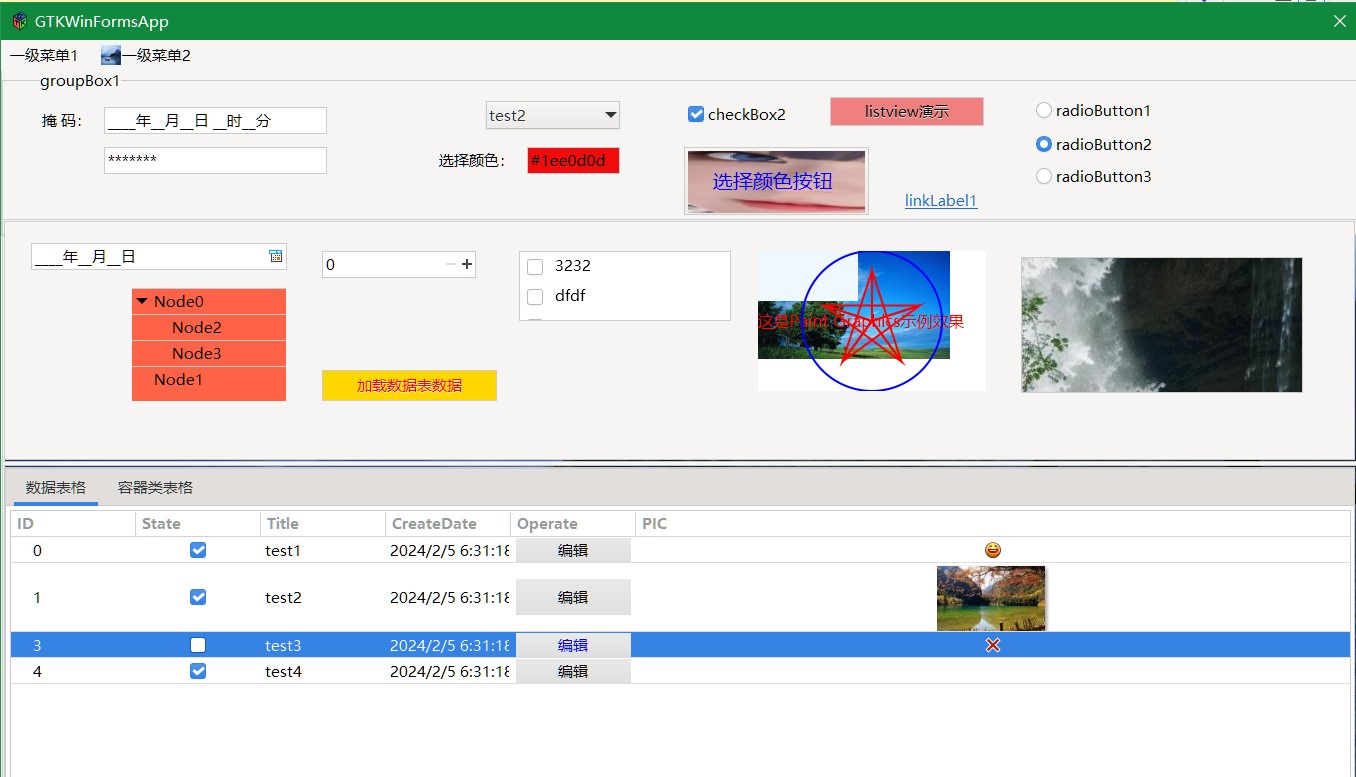 GTKWinFormsApp
一级菜单1 一级菜单2
groupBox1
掩 码： ____年__月__日 __时__分 test2 checkBox2 listview演示 radioButton1
******* 选择颜色： #1ee0d0d 选择颜色按钮 radioButton2
radioButton3
linkLabel1
____年__月__日 0 3232
dfdf
Node0
Node2
Node3
Node1
这是Paint Graphics示例效果
加载数据表数据
数据表格 容器类表格
ID State Title CreateDate Operate PIC
0 test1 2024/2/5 6:31:18 编辑
1 test2 2024/2/5 6:31:18 编辑
3 test3 2024/2/5 6:31:18 编辑
4 test4 2024/2/5 6:31:18 编辑